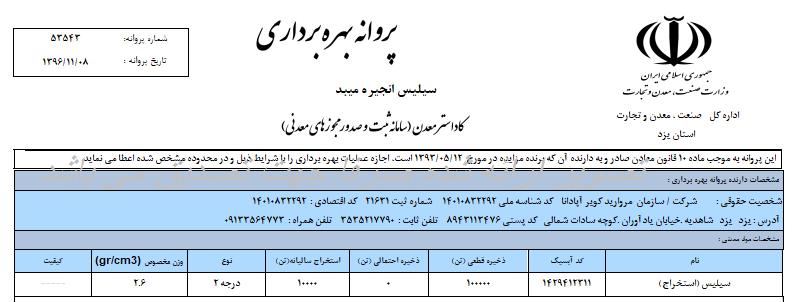 شماره پروانه: ۵۳۵۴۳
تاریخ پروانه : ۱۳۹۶/۱۱/۰۸
پروانه بهره برداری
سیلیس انجیره میبد
کاداستر معدن (سامانه ثبت و صدور مجوزهای معدنی)
جمهوری اسلامی ایران
وزارت صنعت، معدن و تجارت
اداره کل صنعت ، معدن و تجارت
استان یزد
این پروانه به موجب ماده ۱۰ قانون معادن صادر و به دارنده آن که برنده مزایده در مورخ ۱۳۹۳/۰۵/۱۲ است. اجازه عملیات بهره برداری را با شرایط ذیل و در محدوده مشخص شده اعطا می نماید
مشخصات دارنده پروانه بهره برداری :
شخصیت حقوقی : شرکت / سازمان مروارید کویر آپادانا کد شناسه ملی ۱۴۰۱۰۸۳۲۲۹۲ شماره ثبت ۲۱۶۳۱ کد اقتصادی : ۱۴۰۱۰۸۳۲۲۹۲
آدرس : یزد یزد شاهدیه .خیابان یاد آوران .کوچه سادات شمالی کد پستی ۸۹۴۳۱۱۳۴۷۶ تلفن ثابت : ۳۵۳۵۲۱۷۷۹۰ تلفن همراه : ۰۹۱۳۳۵۶۴۷۷۳
مشخصات مواد معدنی :
نام کد آیسیک ذخیره قطعی (تن) ذخیره احتمالی (تن) استخراج سالیانه(تن) نوع وزن مخصوص (gr/cm3) کیفیت
سیلیس (استخراج) ۱۴۲۹۴۱۲۳۱۱ ۱۰۰۰۰۰ ۰ ۱۰۰۰۰ درجه ۲ ۲.۶ -----